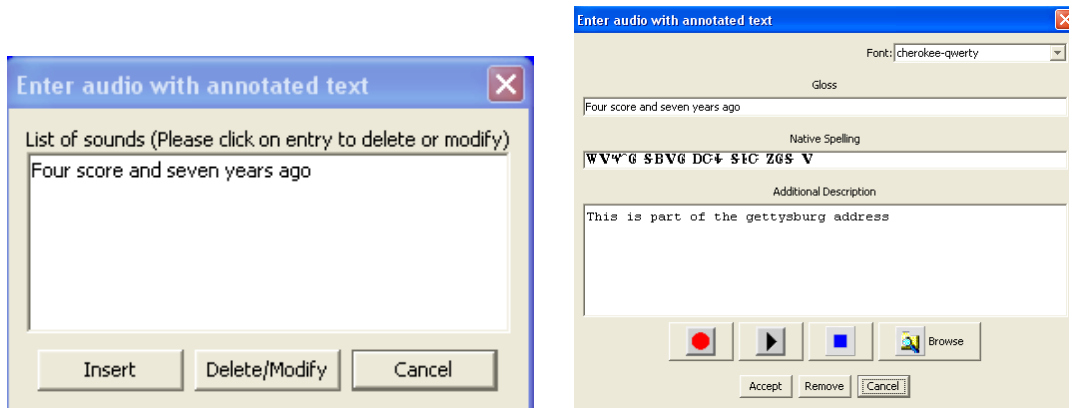 Enter audio with annotated text
List of sounds (Please click on entry to delete or modify)
Four score and seven years ago
Insert
Delete/Modify
Cancel
Enter audio with annotated text
Font: cherokee-qwerty
Gloss
Four score and seven years ago
Native Spelling
Additional Description
This is part of the gettysburg address
Browse
Accept
Remove
Cancel